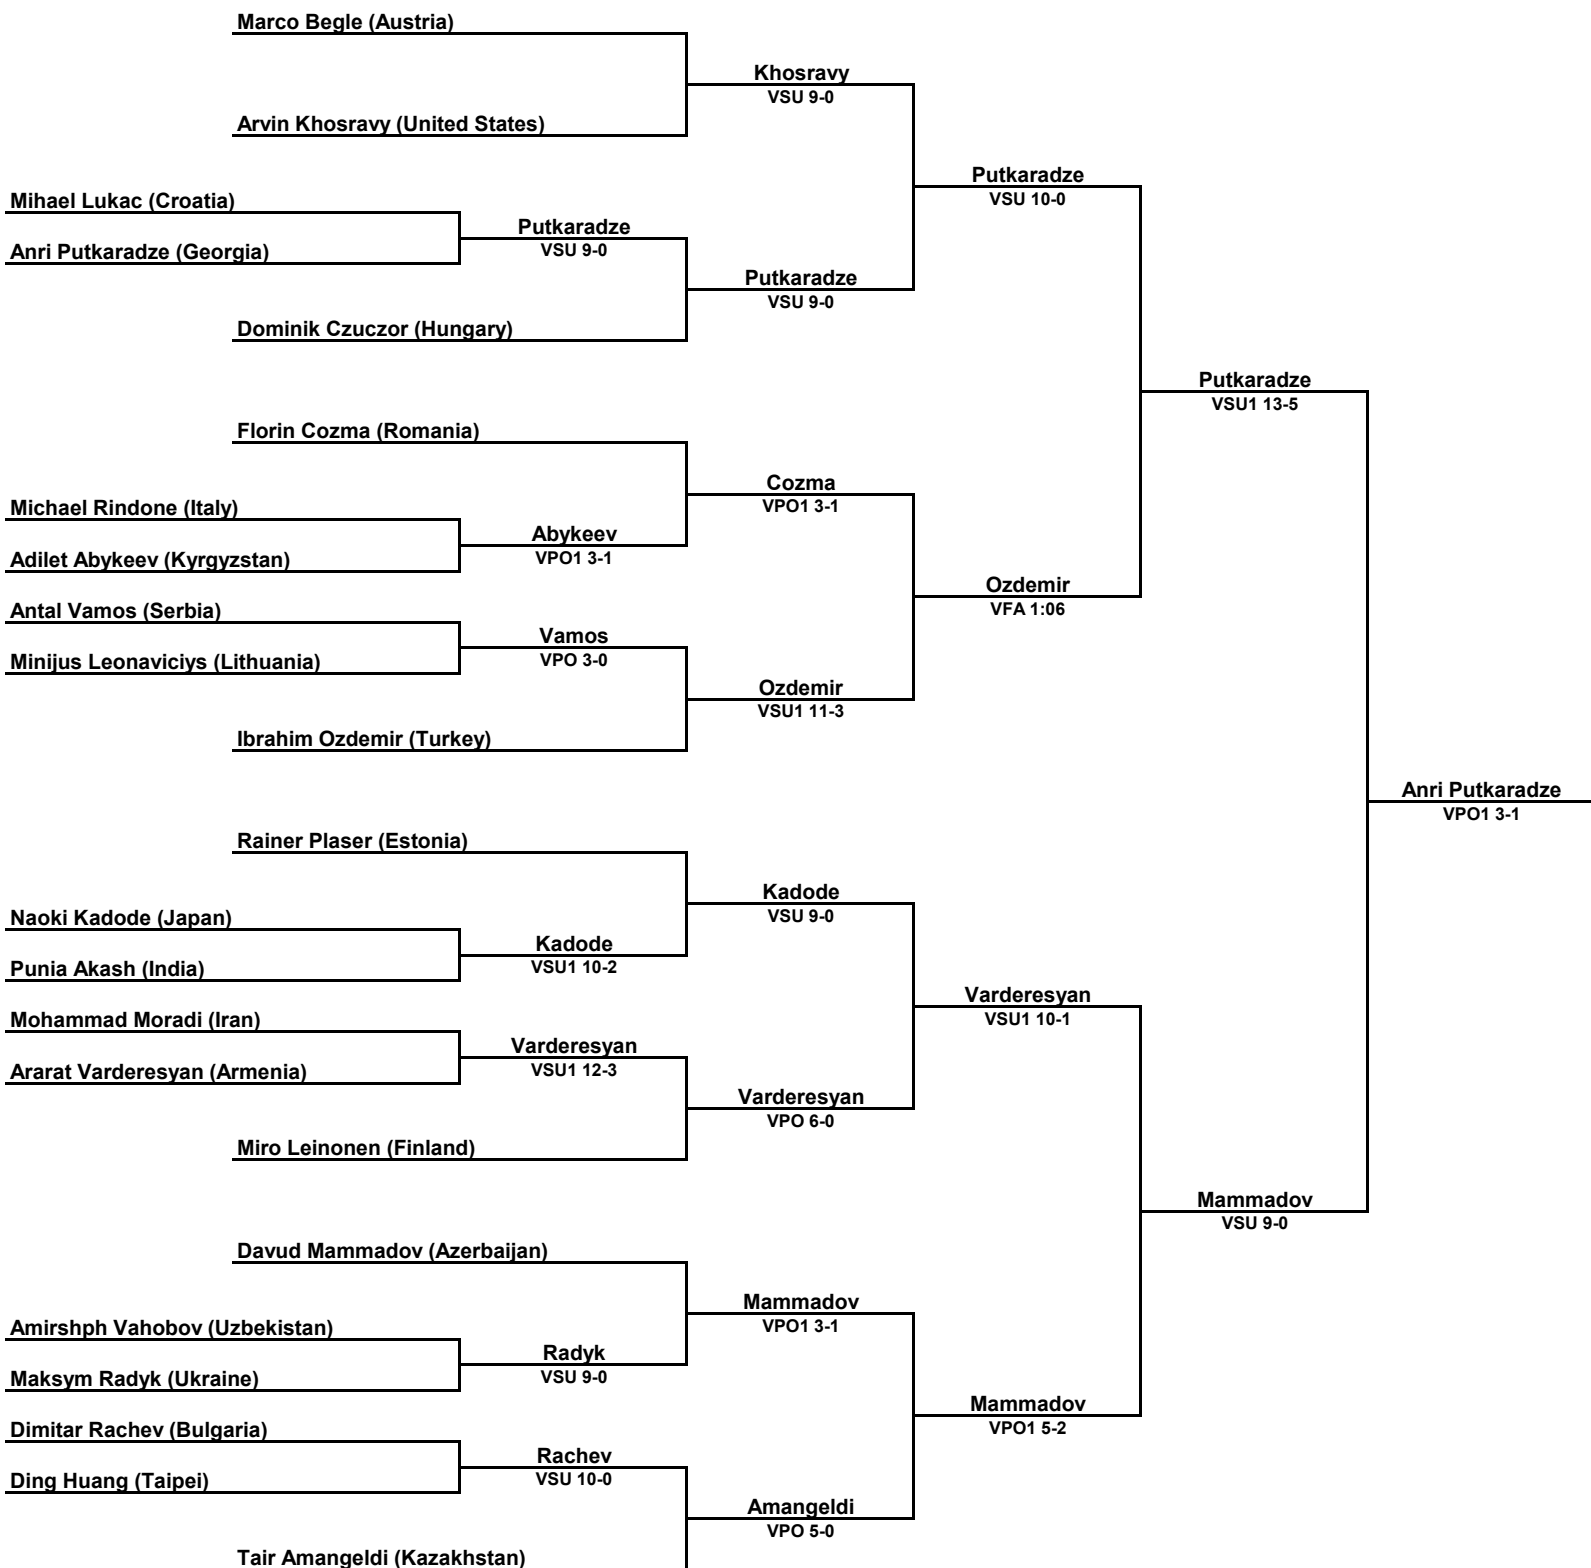 Marco Begle (Austria)
Khosravy
VSU 9-0
Arvin Khosravy (United States)
Putkaradze
VSU 10-0
Mihael Lukac (Croatia)
Putkaradze
VSU 9-0
Anri Putkaradze (Georgia)
Putkaradze
VSU 9-0
Dominik Czuczor (Hungary)
Putkaradze
VSU1 13-5
Florin Cozma (Romania)
Cozma
VPO1 3-1
Michael Rindone (Italy)
Abykeev
VPO1 3-1
Adilet Abykeev (Kyrgyzstan)
Ozdemir
VFA 1:06
Antal Vamos (Serbia)
Vamos
VPO 3-0
Minijus Leonaviciys (Lithuania)
Ozdemir
VSU1 11-3
Ibrahim Ozdemir (Turkey)
Anri Putkaradze
VPO1 3-1
Rainer Plaser (Estonia)
Kadode
VSU 9-0
Naoki Kadode (Japan)
Kadode
VSU1 10-2
Punia Akash (India)
Varderesyan
VSU1 10-1
Mohammad Moradi (Iran)
Varderesyan
VSU1 12-3
Ararat Varderesyan (Armenia)
Varderesyan
VPO 6-0
Miro Leinonen (Finland)
Mammadov
VSU 9-0
Davud Mammadov (Azerbaijan)
Mammadov
VPO1 3-1
Amirshph Vahobov (Uzbekistan)
Radyk
VSU 9-0
Maksym Radyk (Ukraine)
Mammadov
VPO1 5-2
Dimitar Rachev (Bulgaria)
Rachev
VSU 10-0
Ding Huang (Taipei)
Amangeldi
VPO 5-0
Tair Amangeldi (Kazakhstan)